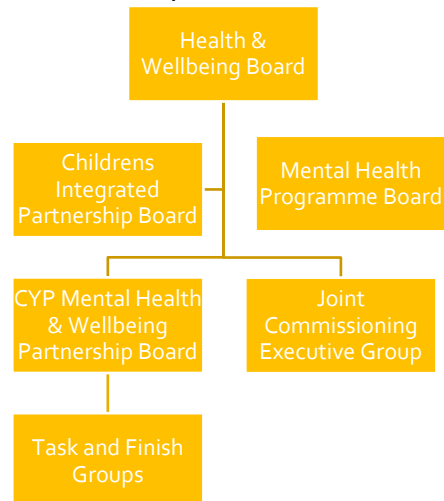 Health &
Wellbeing Board
Childrens
Integrated
Partnership Board
Mental Health
Programme Board
CYP Mental Health
& Wellbeing
Partnership Board
Joint
Commissioning
Executive Group
Task and Finish
Groups